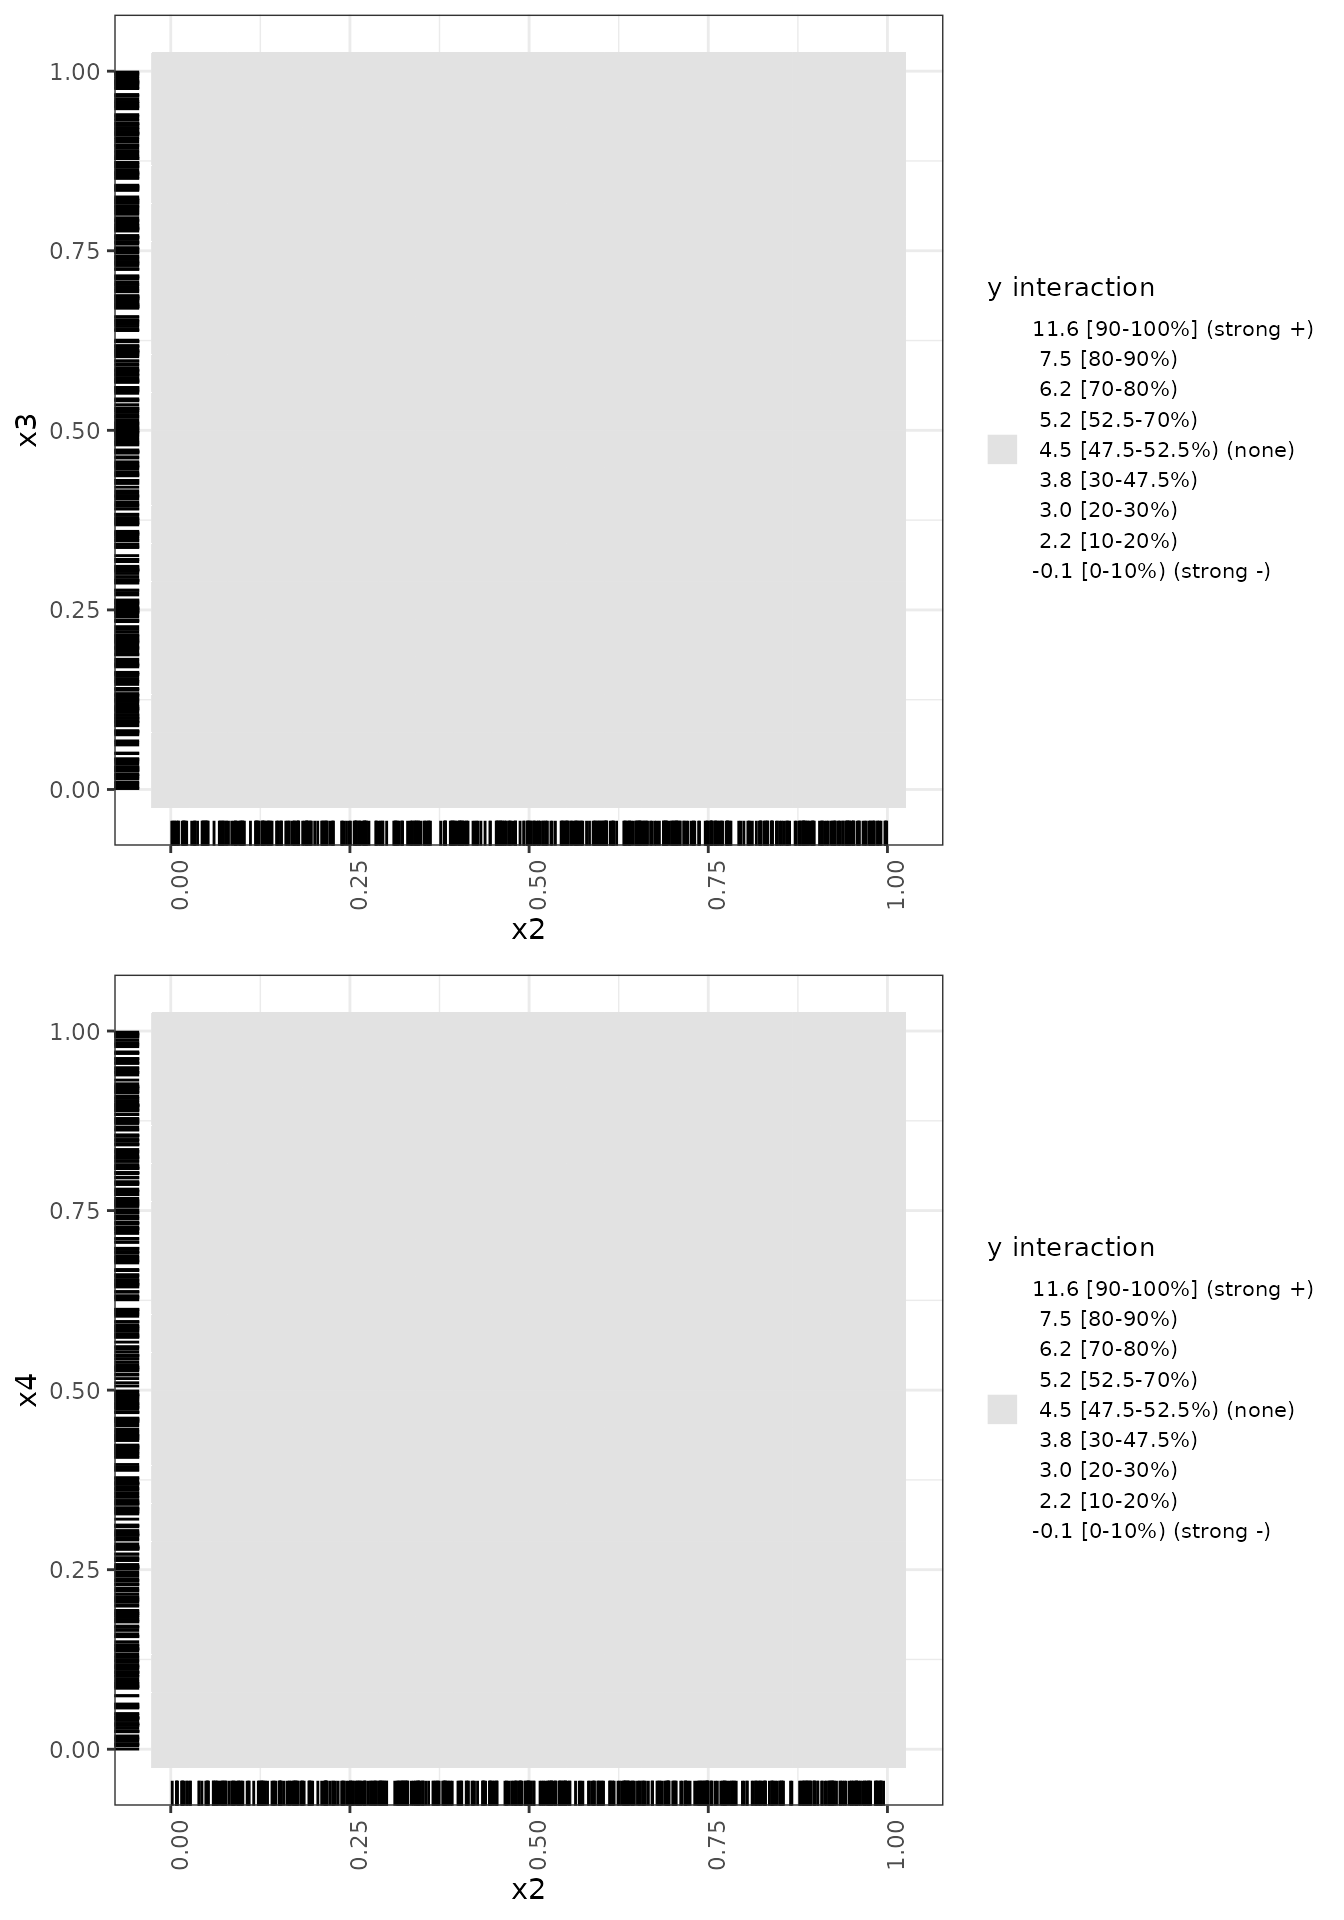 1.00
0.75
0.50
0.25
0.00
x3
0.00
0.25
0.50
0.75
1.00
x2
y interaction
11.6 [90-100%] (strong +)
7.5 [80-90%)
6.2 [70-80%)
5.2 [52.5-70%)
4.5 [47.5-52.5%) (none)
3.8 [30-47.5%)
3.0 [20-30%)
2.2 [10-20%)
-0.1 [0-10%) (strong -)
1.00
0.75
0.50
0.25
0.00
x4
0.00
0.25
0.50
0.75
1.00
x2
y interaction
11.6 [90-100%] (strong +)
7.5 [80-90%)
6.2 [70-80%)
5.2 [52.5-70%)
4.5 [47.5-52.5%) (none)
3.8 [30-47.5%)
3.0 [20-30%)
2.2 [10-20%)
-0.1 [0-10%) (strong -)